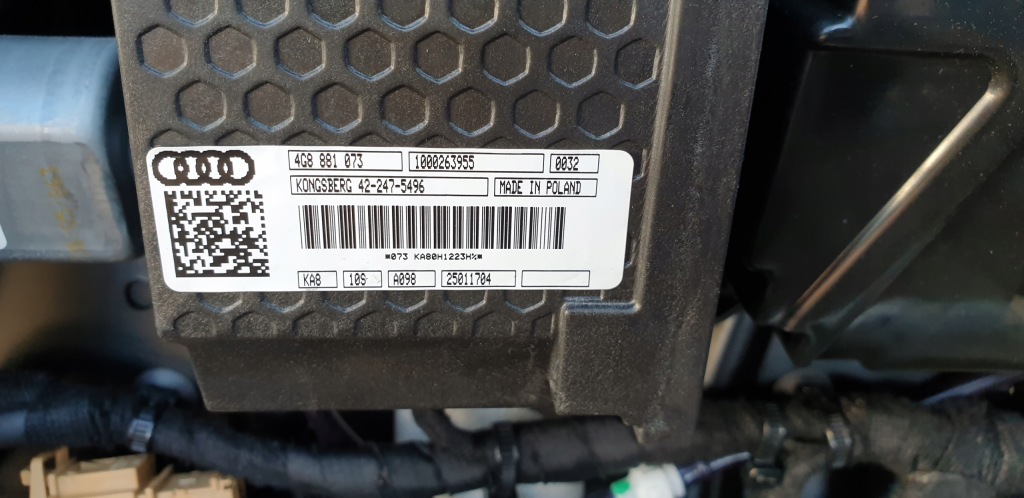 4G8 881 073 1000263955 0032
KONGSBERG 42-247-5496 MADE IN POLAND
*073 KA80H1223H%*
KA8 10S A098 25011704